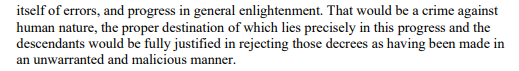 itself of errors, and progress in general enlightenment. That would be a crime against
human nature, the proper destination of which lies precisely in this progress and the
descendants would be fully justified in rejecting those decrees as having been made in
an unwarranted and malicious manner.